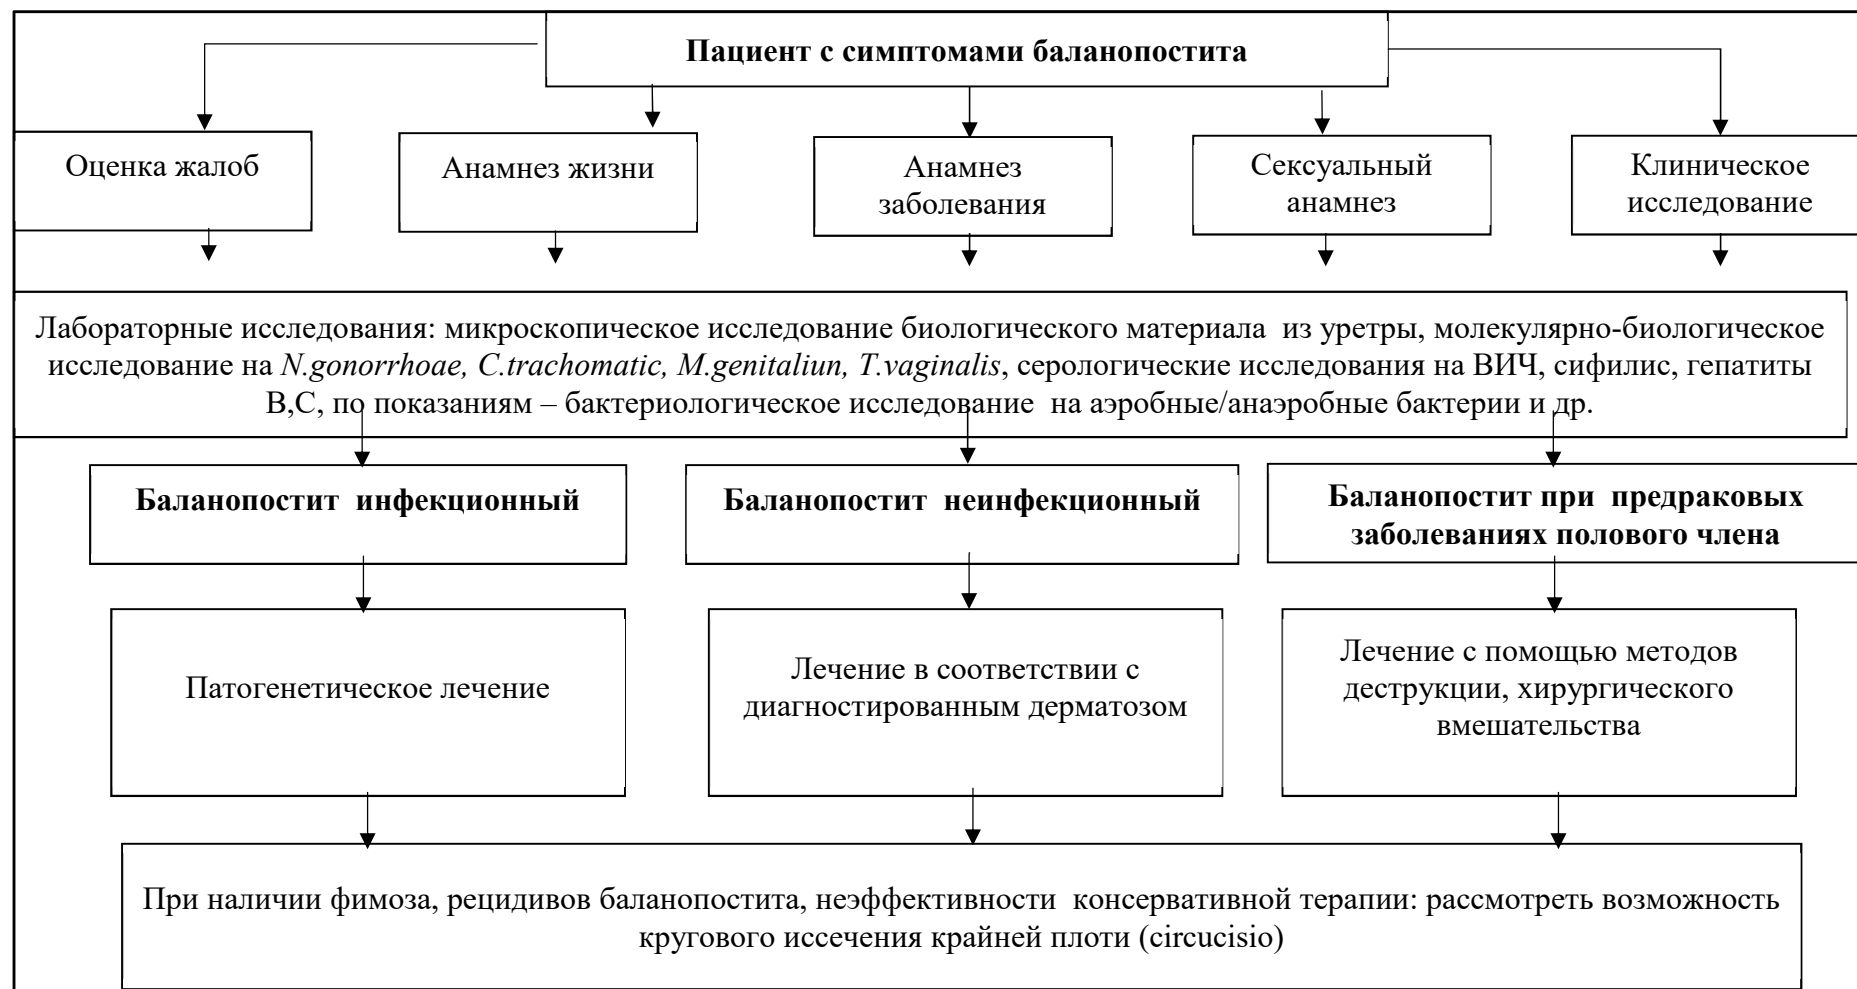 Пациент с симптомами баланопостита
Оценка жалоб
Анамнез жизни
Анамнез
заболевания
Сексуальный
анамнез
Клиническое
исследование
Лабораторные исследования: микроскопическое исследование биологического материала из уретры, молекулярно-биологическое
исследование на N.gonorrhoae, C.trachomatic, M.genitaliun, T.vaginalis, серологические исследования на ВИЧ, сифилис, гепатиты
В,С, по показаниям – бактериологическое исследование на аэробные/анаэробные бактерии и др.
Баланопостит инфекционный
Баланопостит неинфекционный
Баланопостит при предраковых
заболеваниях полового члена
Патогенетическое лечение
Лечение в соответствии с
диагностированным дерматозом
Лечение с помощью методов
деструкции, хирургического
вмешательства
При наличии фимоза, рецидивов баланопостита, неэффективности консервативной терапии: рассмотреть возможность
кругового иссечения крайней плоти (circucisio)